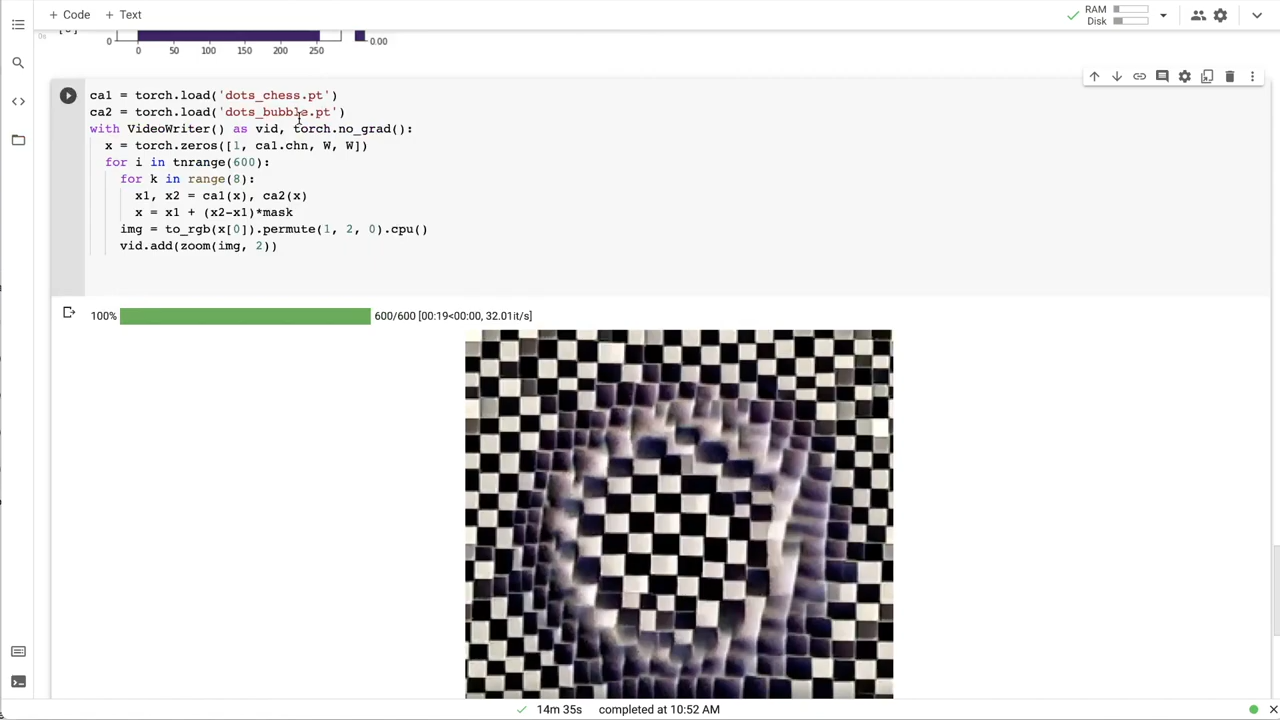 + Code + Text
RAM
Disk
0
0 50 100 150 200 250
0.00
ca1 = torch.load('dots_chess.pt')
ca2 = torch.load('dots_bubble.pt')
with VideoWriter() as vid, torch.no_grad():
x = torch.zeros([1, ca1.chn, W, W])
for i in tnrange(600):
for k in range(8):
x1, x2 = ca1(x), ca2(x)
x = x1 + (x2-x1)*mask
img = to_rgb(x[0]).permute(1, 2, 0).cpu()
vid.add(zoom(img, 2))
100% 600/600 [00:19<00:00, 32.01it/s]
14m 35s completed at 10:52 AM